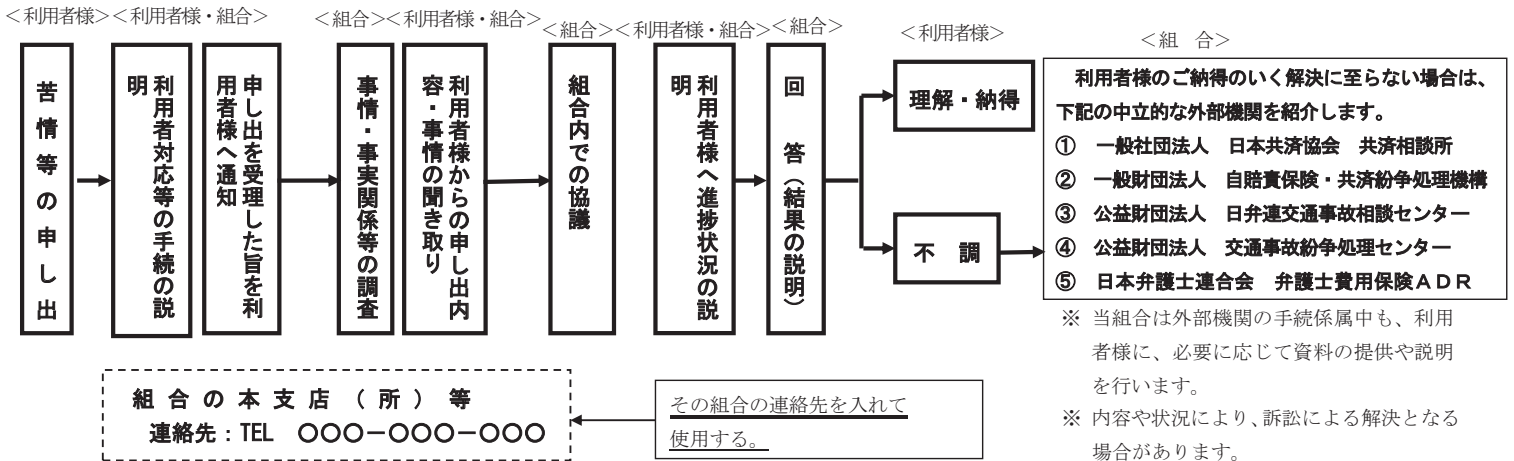 ＜利用者様＞
＜利用者様・組合＞
＜組合＞
＜利用者様・組合＞
＜組合＞
＜利用者様・組合＞
＜組合＞
＜利用者様＞
＜組　合＞
苦情等の申し出
利用者対応等の手続の説
明
申し出を受理した旨を利
用者様へ通知
事情・事実関係等の調査
利用者様からの申し出内
容・事情の聞き取り
組合内での協議
利用者様へ進捗状況の説
明
回　答（結果の説明）
理解・納得
不　調
利用者様のご納得のいく解決に至らない場合は、
下記の中立的な外部機関を紹介します。
①　一般社団法人　日本共済協会　共済相談所
②　一般財団法人　自賠責保険・共済紛争処理機構
③　公益財団法人　日弁連交通事故相談センター
④　公益財団法人　交通事故紛争処理センター
⑤　日本弁護士連合会　弁護士費用保険ＡＤＲ
※ 当組合は外部機関の手続係属中も、利用
者様に、必要に応じて資料の提供や説明
を行います。
※ 内容や状況により、訴訟による解決となる
場合があります。
組合の本支店（所）等
連絡先：TEL　〇〇〇－〇〇〇－〇〇〇
その組合の連絡先を入れて
使用する。